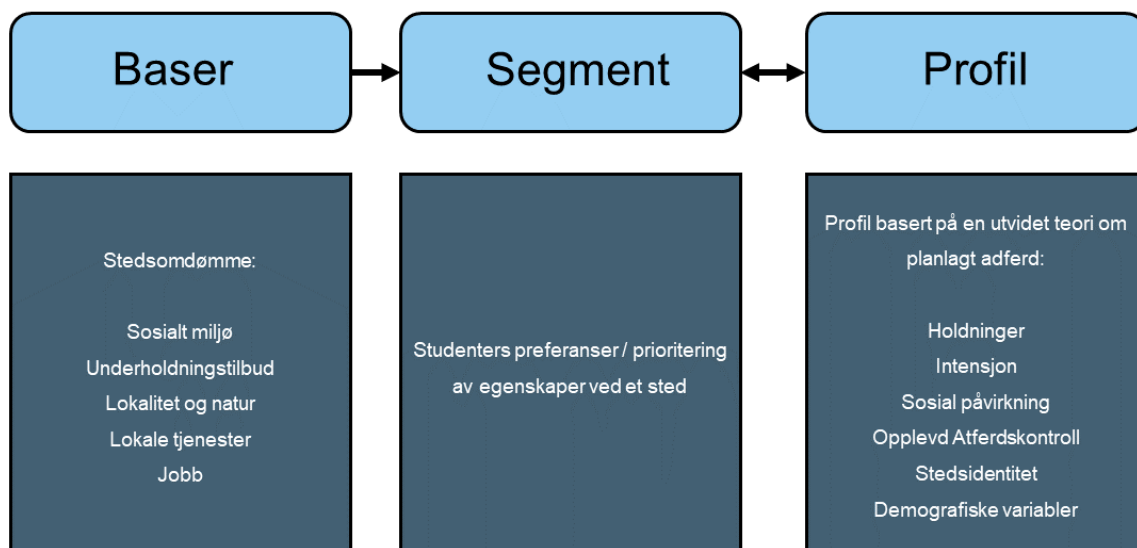 Baser
Segment
Profil
Stedsomdømme:
Sosialt miljø
Underholdningstilbud
Lokalitet og natur
Lokale tjenester
Jobb
Studenters preferanser / prioritering
av egenskaper ved et sted
Profil basert på en utvidet teori om
planlagt adferd:
Holdninger
Intensjon
Sosial påvirkning
Opplevd Atferdskontroll
Stedsidentitet
Demografiske variabler